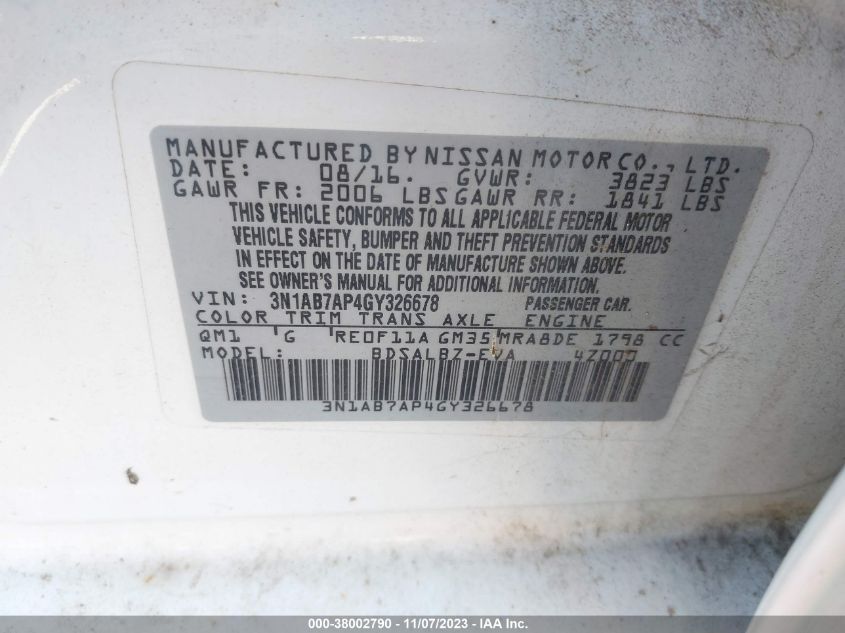 MANUFACTURED BY NISSAN MOTOR CO., LTD.
DATE: 08/16. GVWR: 3823 LBS
GAWR FR: 2006 LBS GAWR RR: 1841 LBS
THIS VEHICLE CONFORMS TO ALL APPLICABLE FEDERAL MOTOR
VEHICLE SAFETY, BUMPER AND THEFT PREVENTION STANDARDS
IN EFFECT ON THE DATE OF MANUFACTURE SHOWN ABOVE.
SEE OWNER'S MANUAL FOR ADDITIONAL INFORMATION.
VIN: 3N1AB7AP4GY326678 PASSENGER CAR.
COLOR TRIM TRANS AXLE ENGINE
QM1 G RE0F11A GM35 MRA8DE 1798 CC
MODEL: BDSALBZ-EVA 4Z000
3N1AB7AP4GY326678
000-38002790 - 11/07/2023 - IAA Inc.